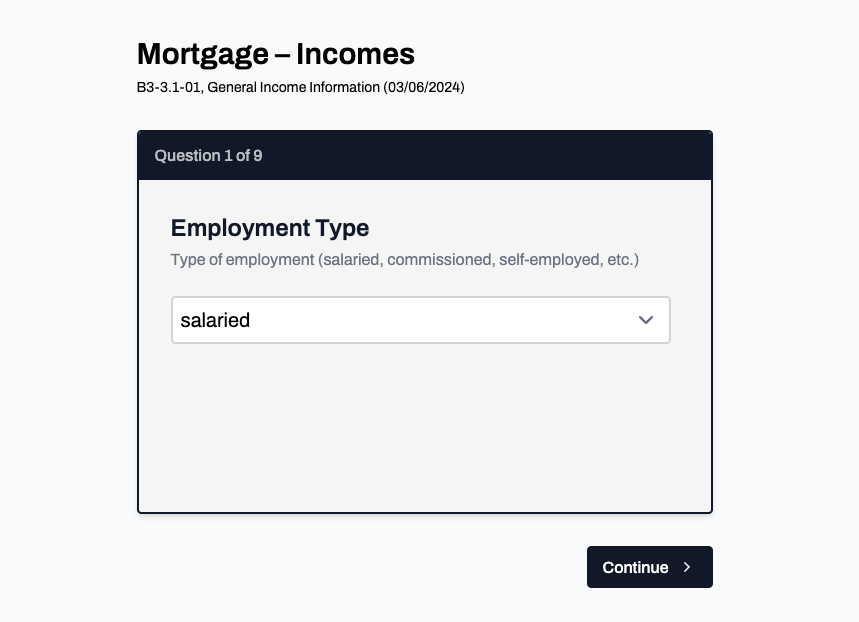 Mortgage – Incomes
B3-3.1-01, General Income Information (03/06/2024)
Question 1 of 9
Employment Type
Type of employment (salaried, commissioned, self-employed, etc.)
salaried
Continue